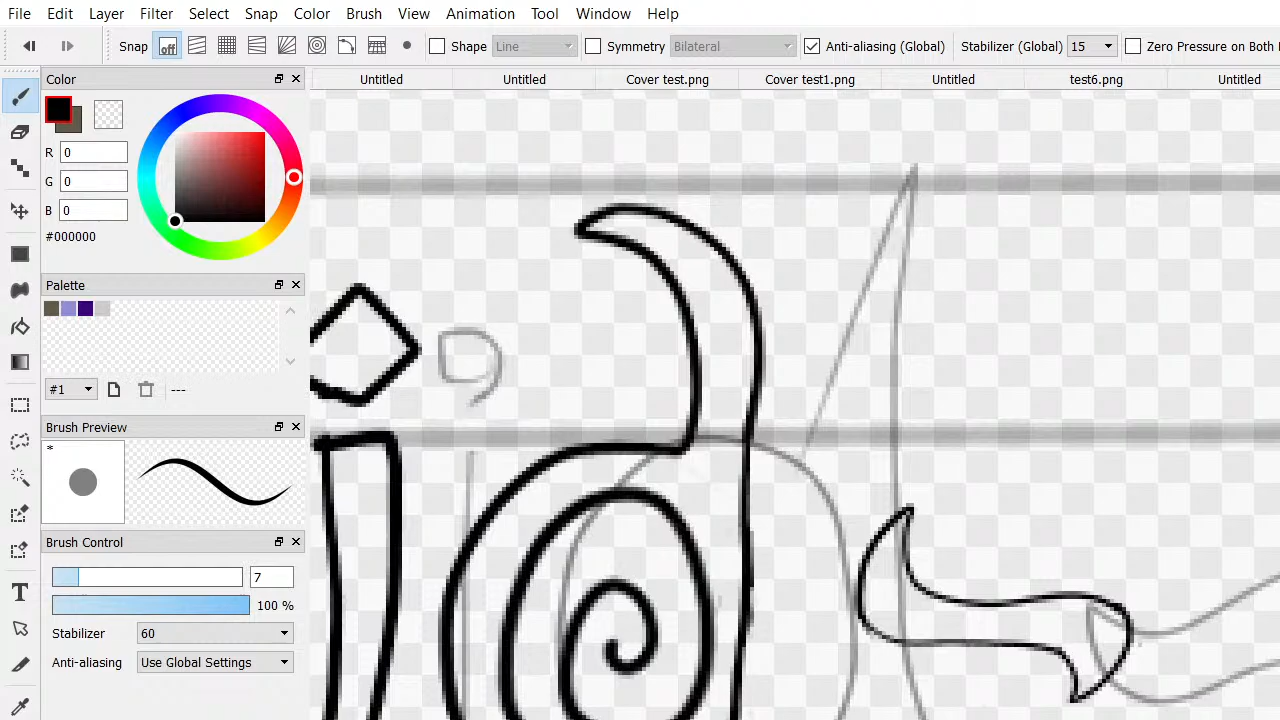 File Edit Layer Filter Select Snap Color Brush View Animation Tool Window Help
Snap off Shape Line Symmetry Bilateral Anti-aliasing (Global) Stabilizer (Global) 15 Zero Pressure on Both
Color
Untitled Untitled Cover test.png Cover test1.png Untitled test6.png Untitled
R 0
G 0
B 0
#000000
Palette
#1 ---
Brush Preview
*
Brush Control
7
100 %
Stabilizer 60
Anti-aliasing Use Global Settings